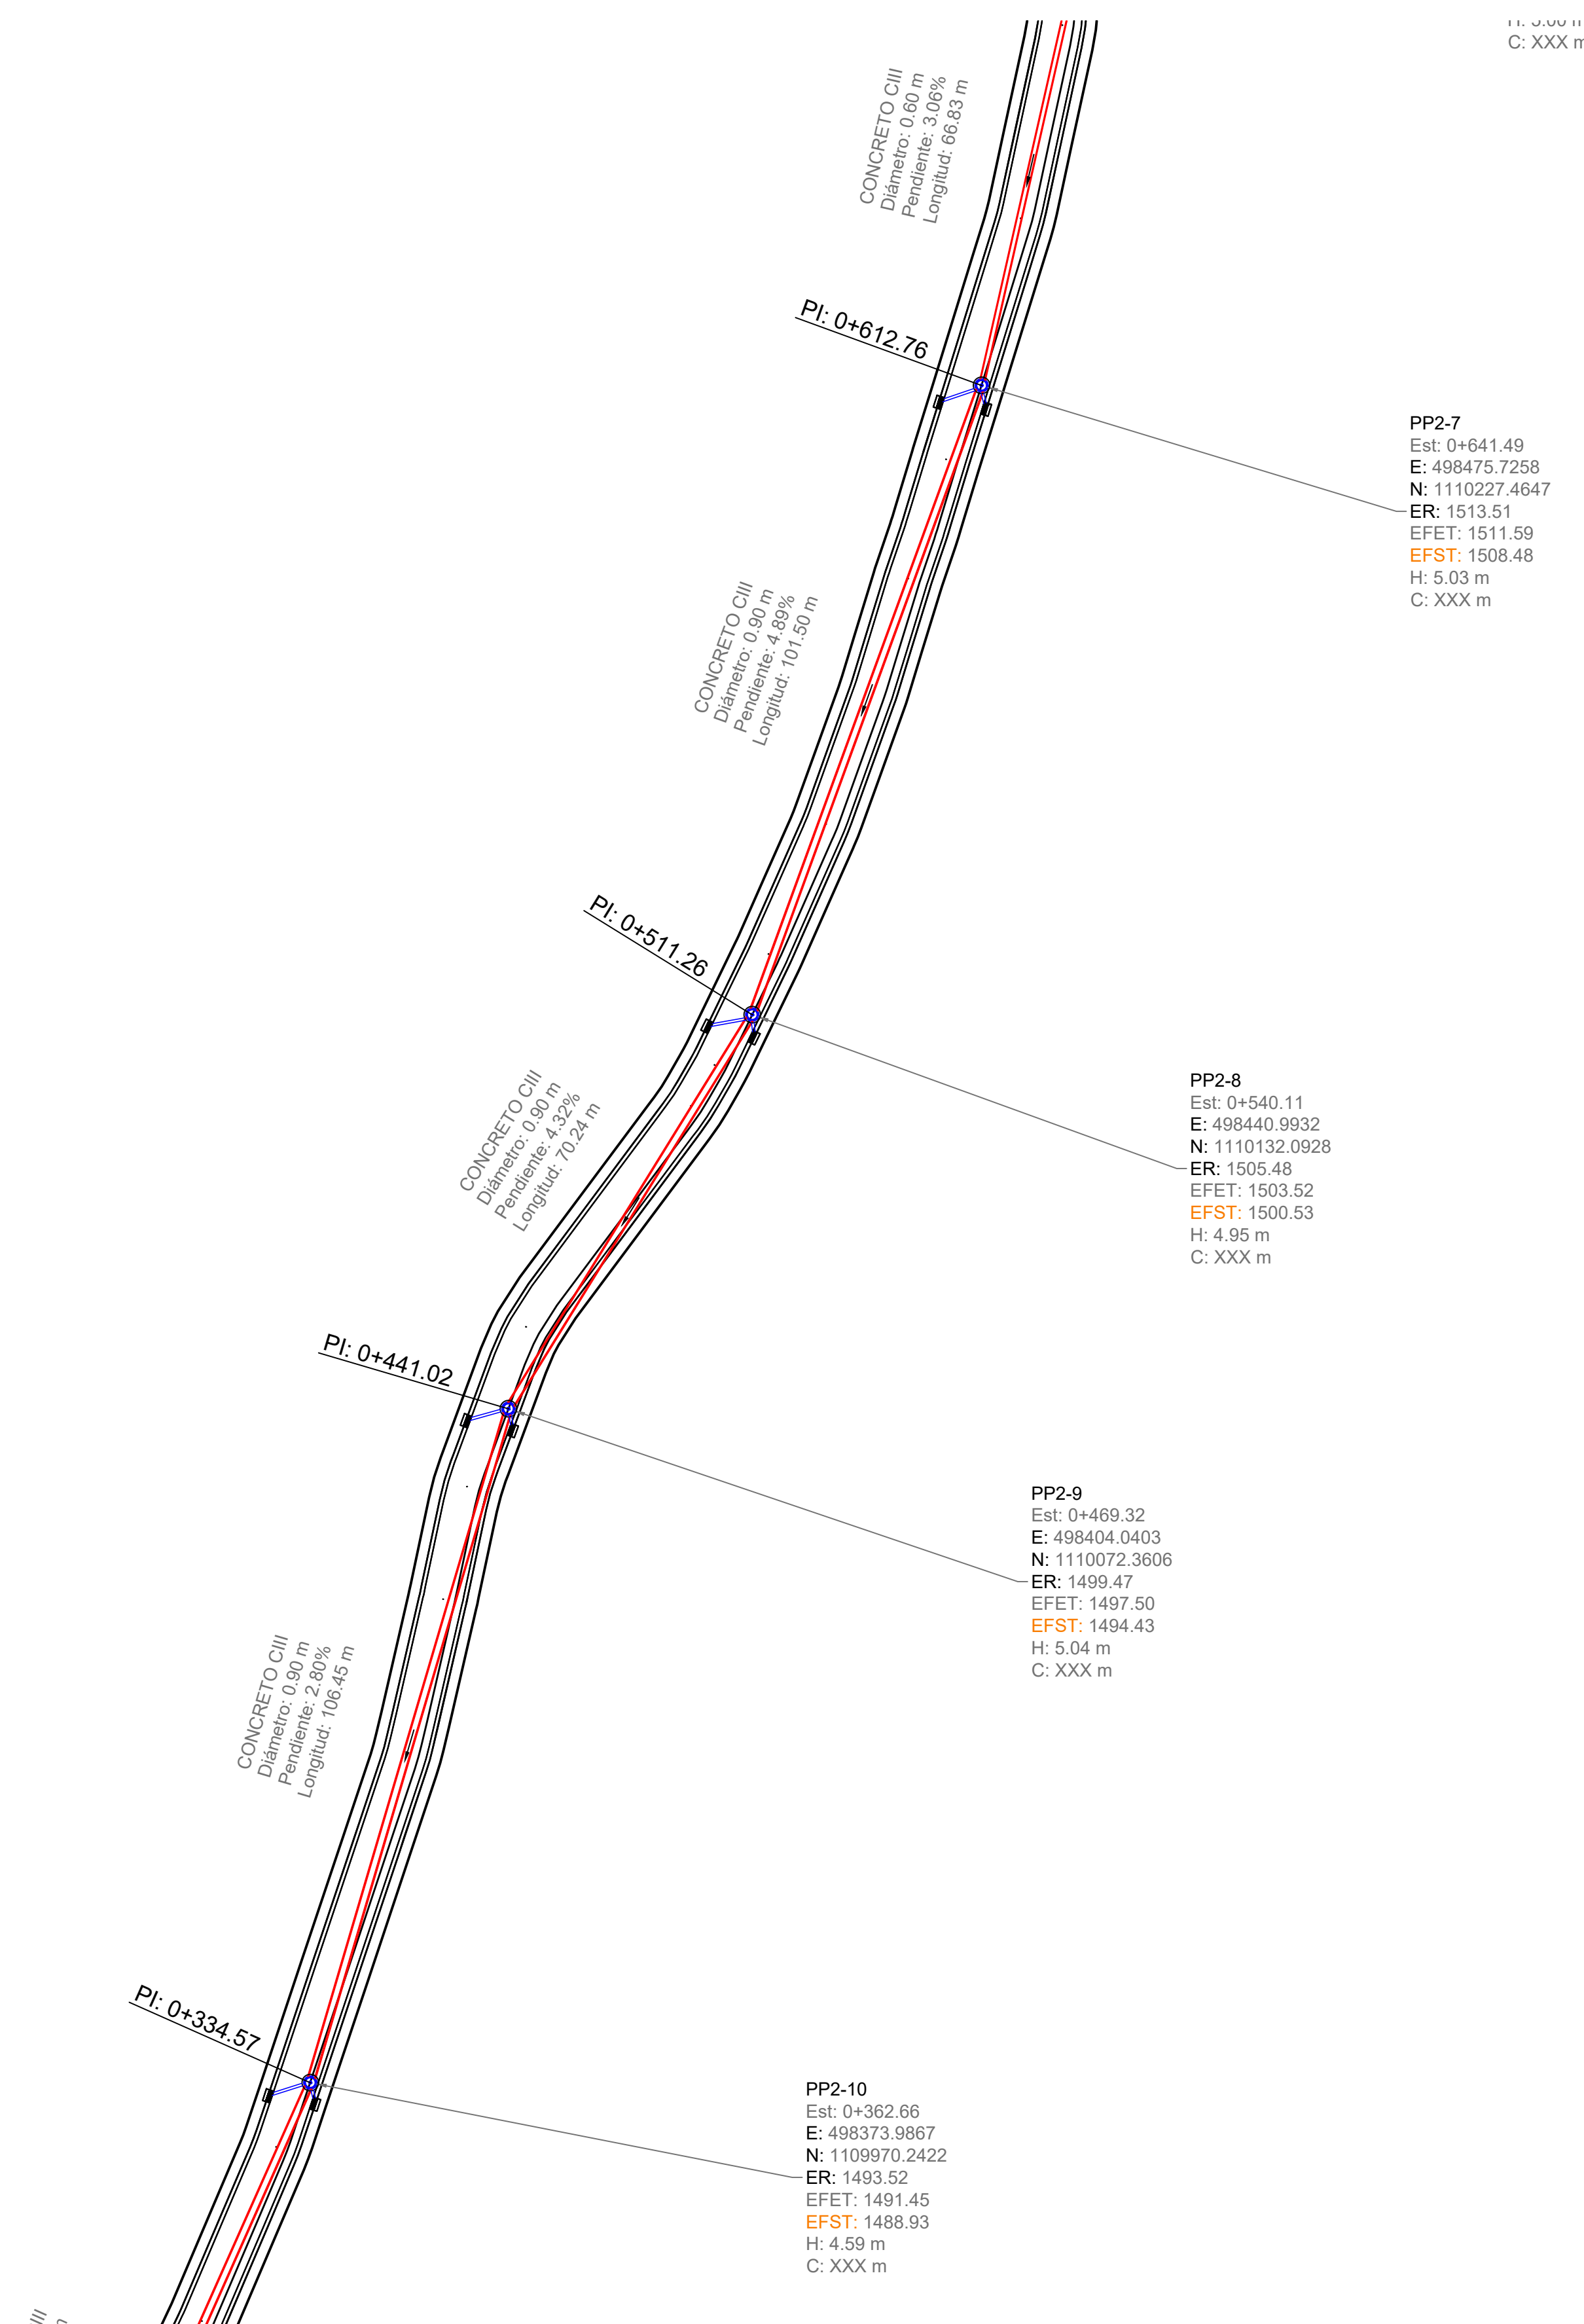 C: XXX m
CONCRETO CIII
Diámetro: 0.60 m
Pendiente: 3.06%
Longitud: 66.83 m
PI: 0+612.76
PP2-7
Est: 0+641.49
E: 498475.7258
N: 1110227.4647
ER: 1513.51
EFET: 1511.59
EFST: 1508.48
H: 5.03 m
C: XXX m
CONCRETO CIII
Diámetro: 0.90 m
Pendiente: 4.89%
Longitud: 101.50 m
PI: 0+511.26
PP2-8
Est: 0+540.11
E: 498440.9932
N: 1110132.0928
ER: 1505.48
EFET: 1503.52
EFST: 1500.53
H: 4.95 m
C: XXX m
CONCRETO CIII
Diámetro: 0.90 m
Pendiente: 4.32%
Longitud: 70.24 m
PI: 0+441.02
PP2-9
Est: 0+469.32
E: 498404.0403
N: 1110072.3606
ER: 1499.47
EFET: 1497.50
EFST: 1494.43
H: 5.04 m
C: XXX m
CONCRETO CIII
Diámetro: 0.90 m
Pendiente: 2.80%
Longitud: 106.45 m
PI: 0+334.57
PP2-10
Est: 0+362.66
E: 498373.9867
N: 1109970.2422
ER: 1493.52
EFET: 1491.45
EFST: 1488.93
H: 4.59 m
C: XXX m